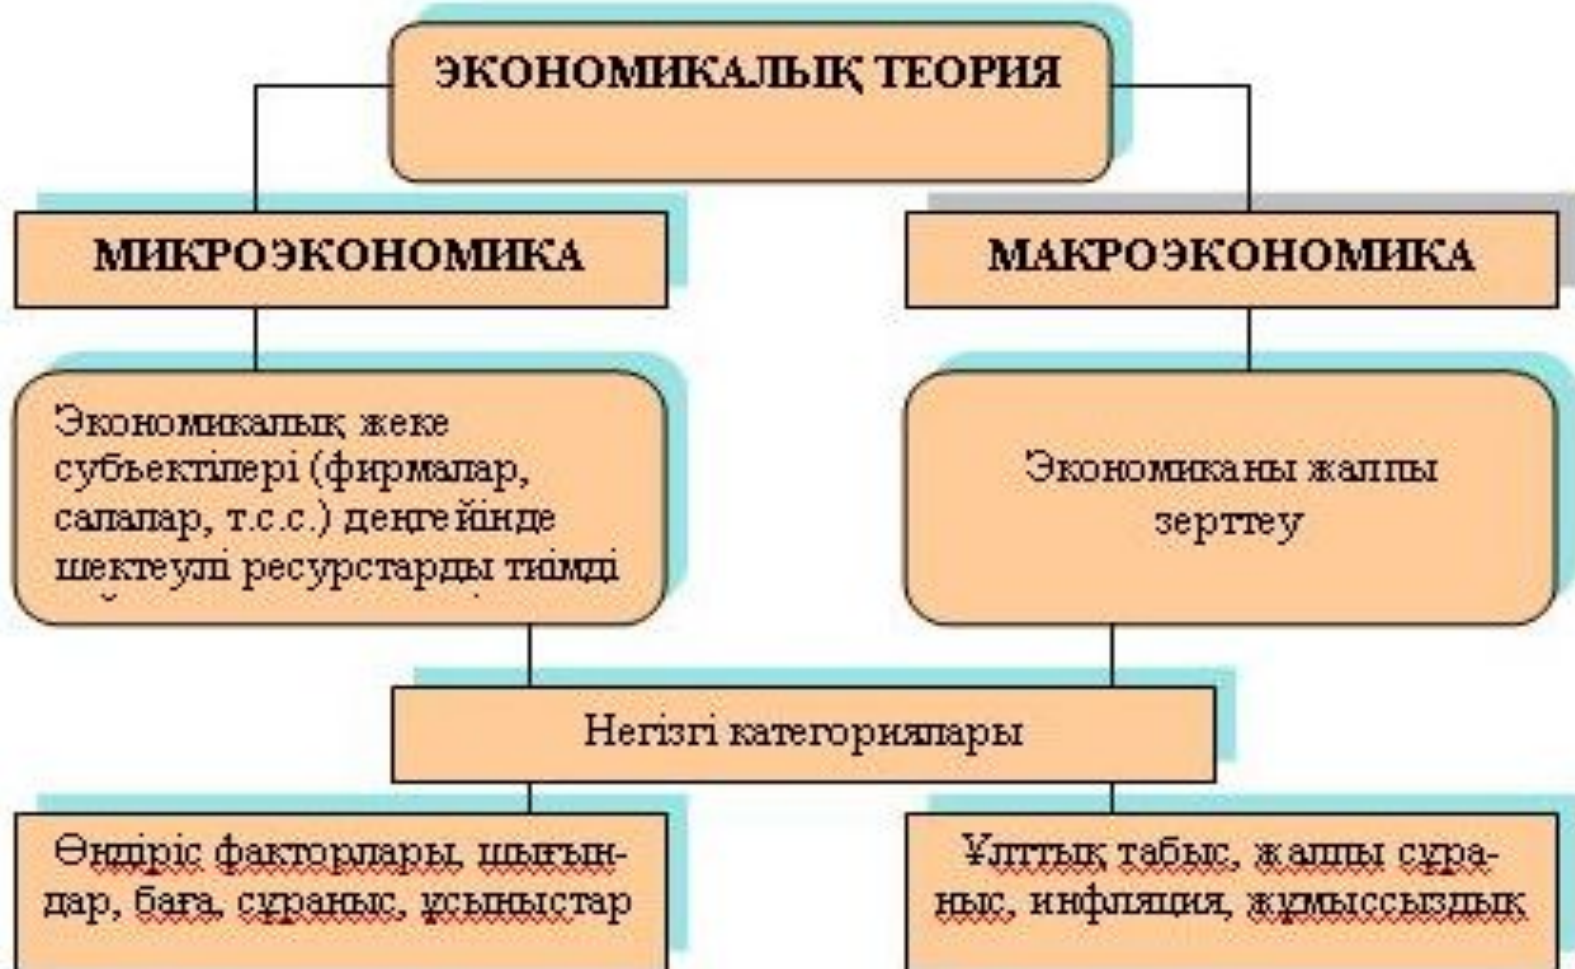 ЭКОНОМИКАЛЫҚ ТЕОРИЯ
МИКРОЭКОНОМИКА
МАКРОЭКОНОМИКА
Экономикалық жеке
субъектілері (фирмалар,
салалар, т.с.с.) деңгейінде
шектеулі ресурстарды тиімді
Экономиканы жалпы
зерттеу
Негізгі категориялары
Өндіріс факторлары, шығын-
дар, баға, сұраныс, ұсыныстар
Ұлттық табыс, жалпы сұра-
ныс, инфляция, жұмыссыздық